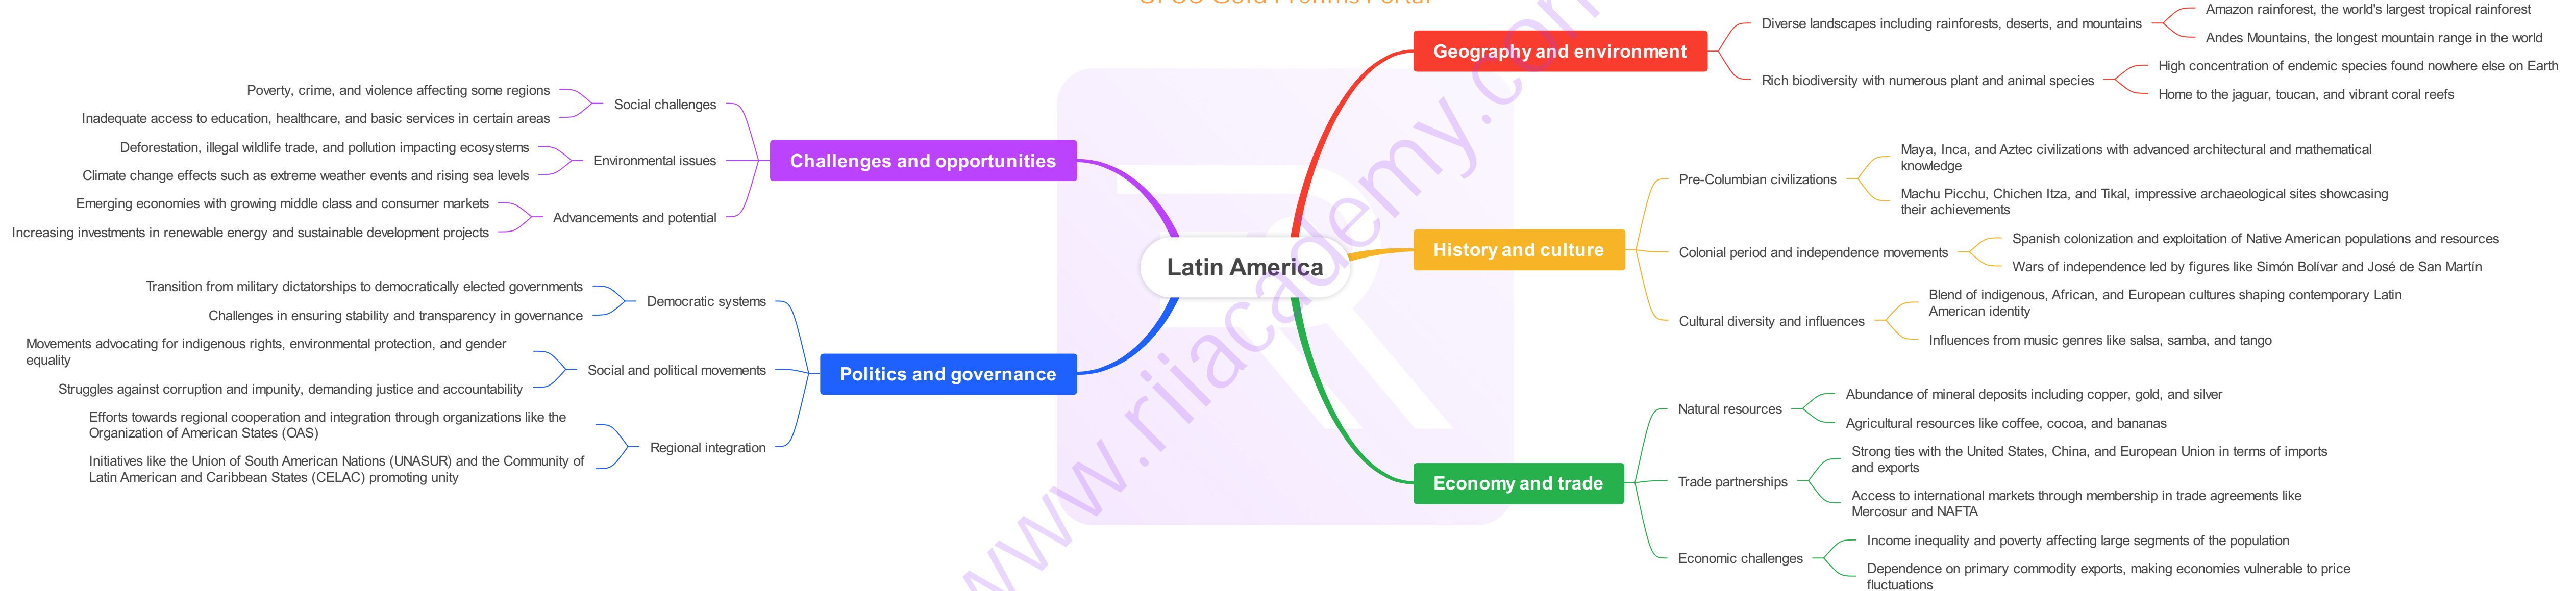 UPSC Gold Prelims Portal
Latin America
Geography and environment
Diverse landscapes including rainforests, deserts, and mountains
Amazon rainforest, the world's largest tropical rainforest
Andes Mountains, the longest mountain range in the world
Rich biodiversity with numerous plant and animal species
High concentration of endemic species found nowhere else on Earth
Home to the jaguar, toucan, and vibrant coral reefs
History and culture
Pre-Columbian civilizations
Maya, Inca, and Aztec civilizations with advanced architectural and mathematical
knowledge
Machu Picchu, Chichen Itza, and Tikal, impressive archaeological sites showcasing
their achievements
Colonial period and independence movements
Spanish colonization and exploitation of Native American populations and resources
Wars of independence led by figures like Simón Bolívar and José de San Martín
Cultural diversity and influences
Blend of indigenous, African, and European cultures shaping contemporary Latin
American identity
Influences from music genres like salsa, samba, and tango
Economy and trade
Natural resources
Abundance of mineral deposits including copper, gold, and silver
Agricultural resources like coffee, cocoa, and bananas
Trade partnerships
Strong ties with the United States, China, and European Union in terms of imports
and exports
Access to international markets through membership in trade agreements like
Mercosur and NAFTA
Economic challenges
Income inequality and poverty affecting large segments of the population
Dependence on primary commodity exports, making economies vulnerable to price
fluctuations
Challenges and opportunities
Social challenges
Poverty, crime, and violence affecting some regions
Inadequate access to education, healthcare, and basic services in certain areas
Environmental issues
Deforestation, illegal wildlife trade, and pollution impacting ecosystems
Climate change effects such as extreme weather events and rising sea levels
Advancements and potential
Emerging economies with growing middle class and consumer markets
Increasing investments in renewable energy and sustainable development projects
Politics and governance
Democratic systems
Transition from military dictatorships to democratically elected governments
Challenges in ensuring stability and transparency in governance
Social and political movements
Movements advocating for indigenous rights, environmental protection, and gender
equality
Struggles against corruption and impunity, demanding justice and accountability
Regional integration
Efforts towards regional cooperation and integration through organizations like the
Organization of American States (OAS)
Initiatives like the Union of South American Nations (UNASUR) and the Community of
Latin American and Caribbean States (CELAC) promoting unity